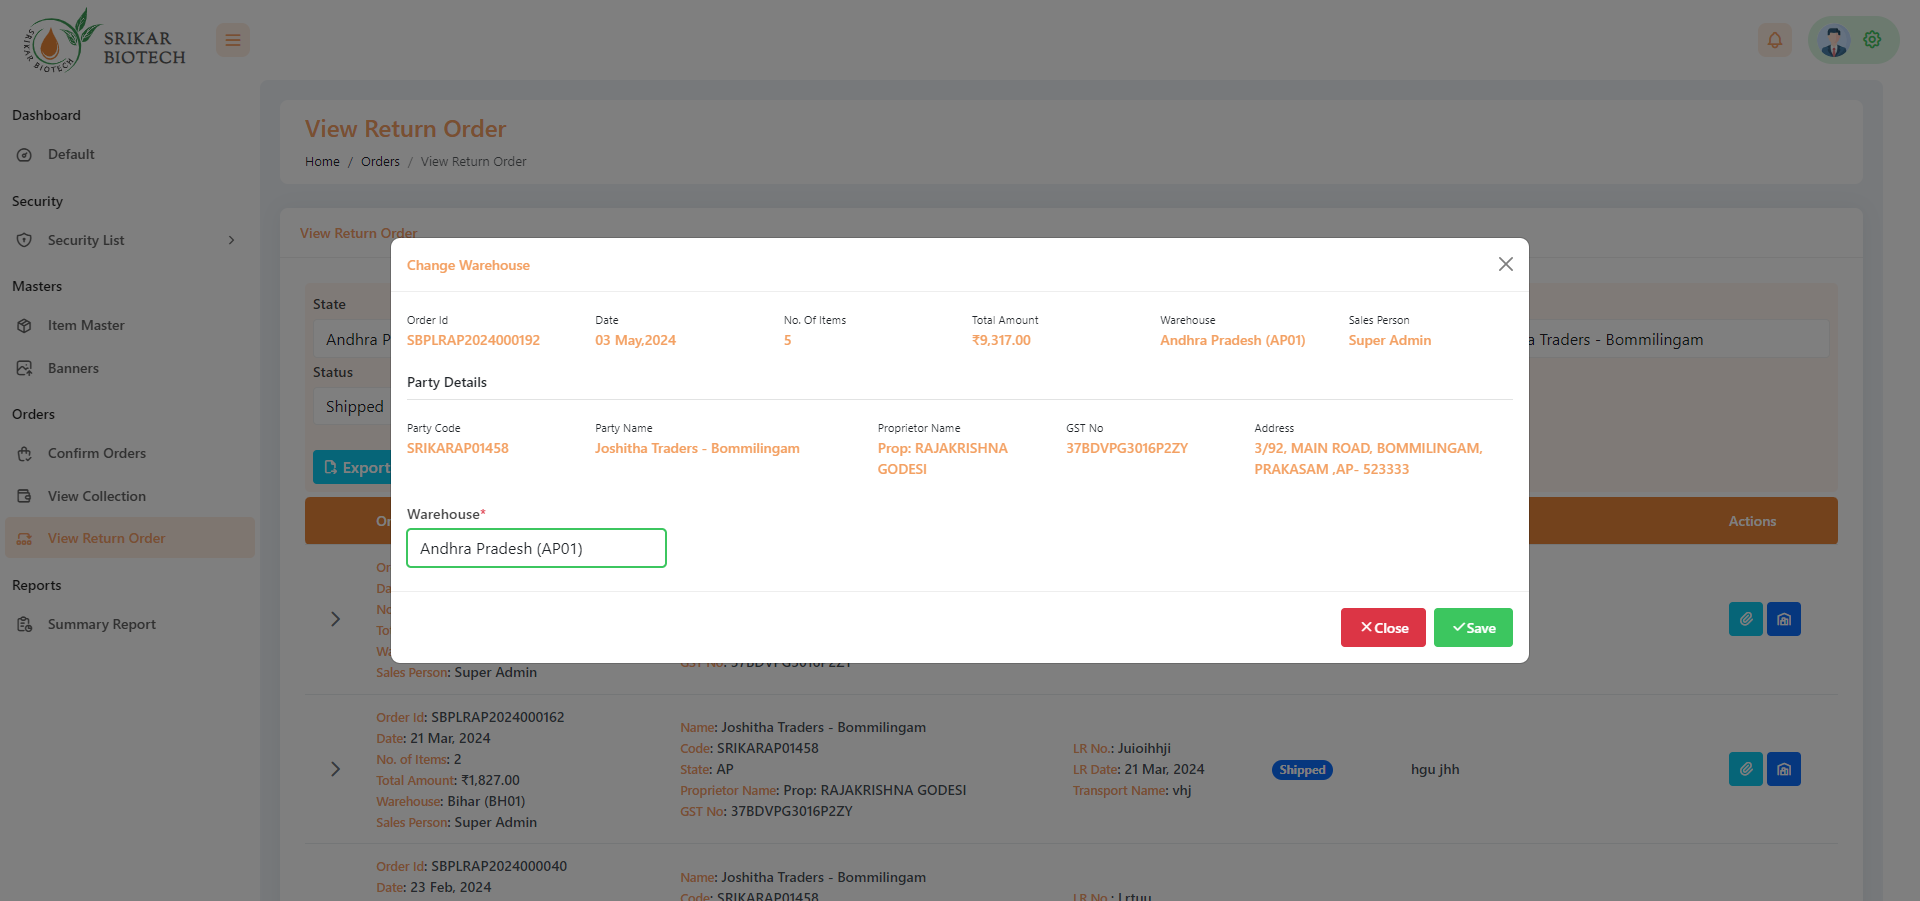 SRIKAR BIOTECH
SRIKAR
BIOTECH
Dashboard
Default
Security
Security List
Masters
Item Master
Banners
Orders
Confirm Orders
View Collection
View Return Order
Reports
Summary Report
View Return Order
Home / Orders / View Return Order
View Return Order
State
Andhra P
a Traders - Bommilingam
Status
Shipped
Export
Change Warehouse
Order Id Date No. Of Items Total Amount Warehouse Sales Person
SBPLRAP2024000192 03 May,2024 5 ₹9,317.00 Andhra Pradesh (AP01) Super Admin
Party Details
Party Code Party Name Proprietor Name GST No Address
SRIKARAP01458 Joshitha Traders - Bommilingam Prop: RAJAKRISHNA GODESI 37BDVPG3016P2ZY 3/92, MAIN ROAD, BOMMILINGAM, PRAKASAM ,AP- 523333
Warehouse*
Andhra Pradesh (AP01)
Close Save
Or
Actions
Or
Da
No
To
Wa
Sales Person: Super Admin
GST No: 37BDVPG3016P2ZY
Order Id: SBPLRAP2024000162
Date: 21 Mar, 2024
No. of Items: 2
Total Amount: ₹1,827.00
Warehouse: Bihar (BH01)
Sales Person: Super Admin
Name: Joshitha Traders - Bommilingam
Code: SRIKARAP01458
State: AP
Proprietor Name: Prop: RAJAKRISHNA GODESI
GST No: 37BDVPG3016P2ZY
LR No.: Juioihhji
LR Date: 21 Mar, 2024
Transport Name: vhj
Shipped
hgu jhh
Order Id: SBPLRAP2024000040
Date: 23 Feb, 2024
Name: Joshitha Traders - Bommilingam
Code: SRIKARAP01458
LR No.: Lrtuu